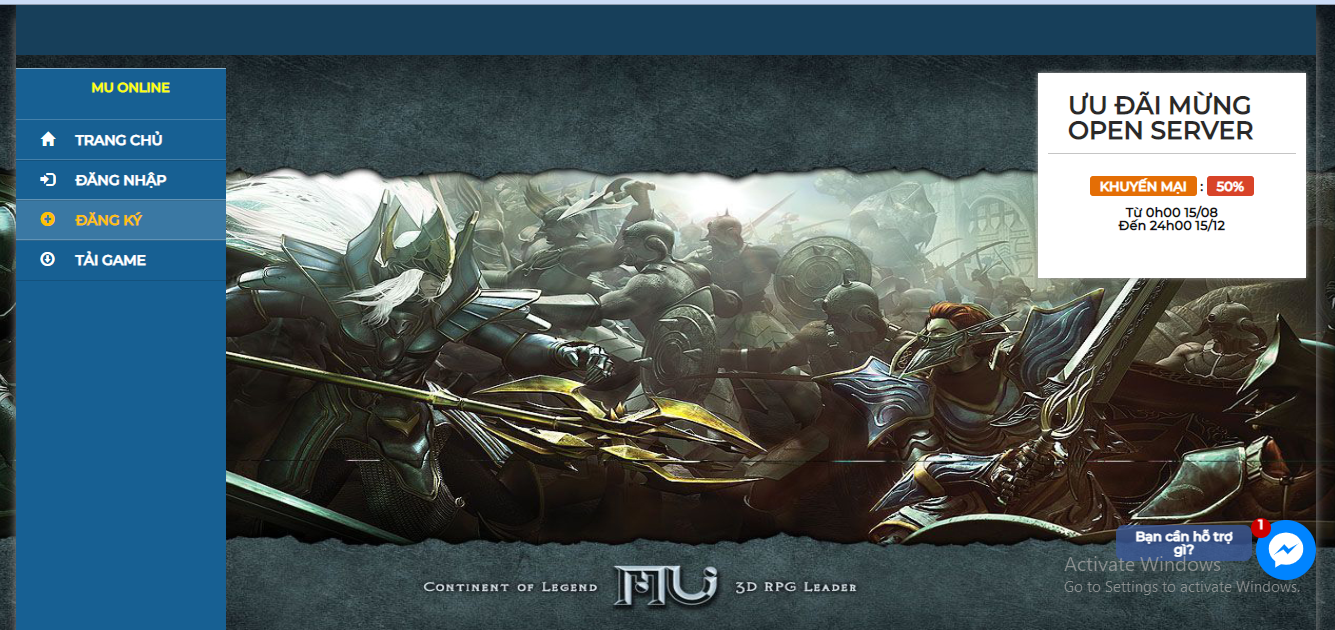 MU ONLINE
TRANG CHỦ
ĐĂNG NHẬP
ĐĂNG KÝ
TẢI GAME
ƯU ĐÃI MỪNG
OPEN SERVER
KHUYẾN MẠI : 50%
Từ 0h00 15/08
Đến 24h00 15/12
1
Bạn cần hỗ trợ
gì?
Activate Windows
Go to Settings to activate Windows.
CONTINENT OF LEGEND MU 3D RPG LEADER